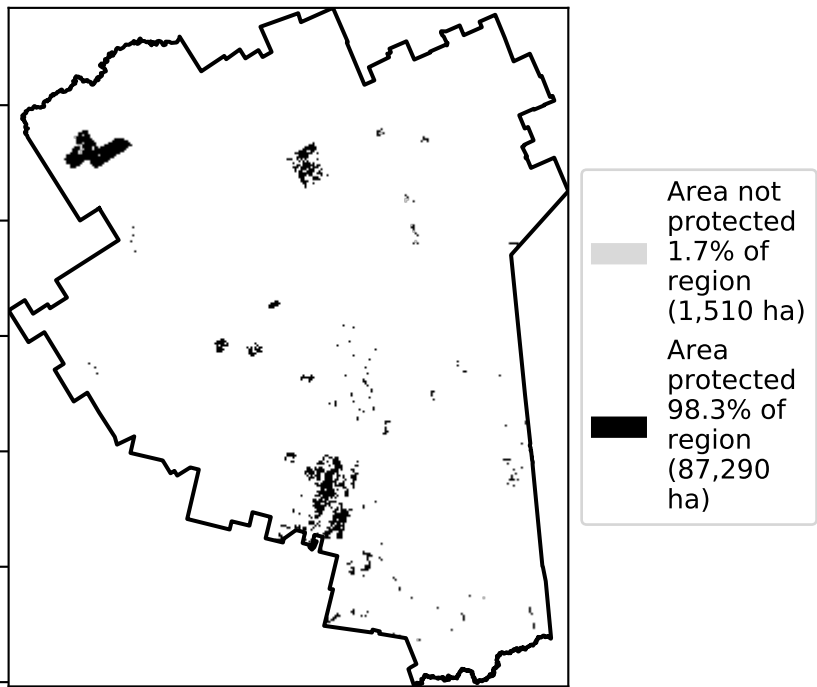 Area not
protected
1.7% of
region
(1,510 ha)
Area
protected
98.3% of
region
(87,290
ha)